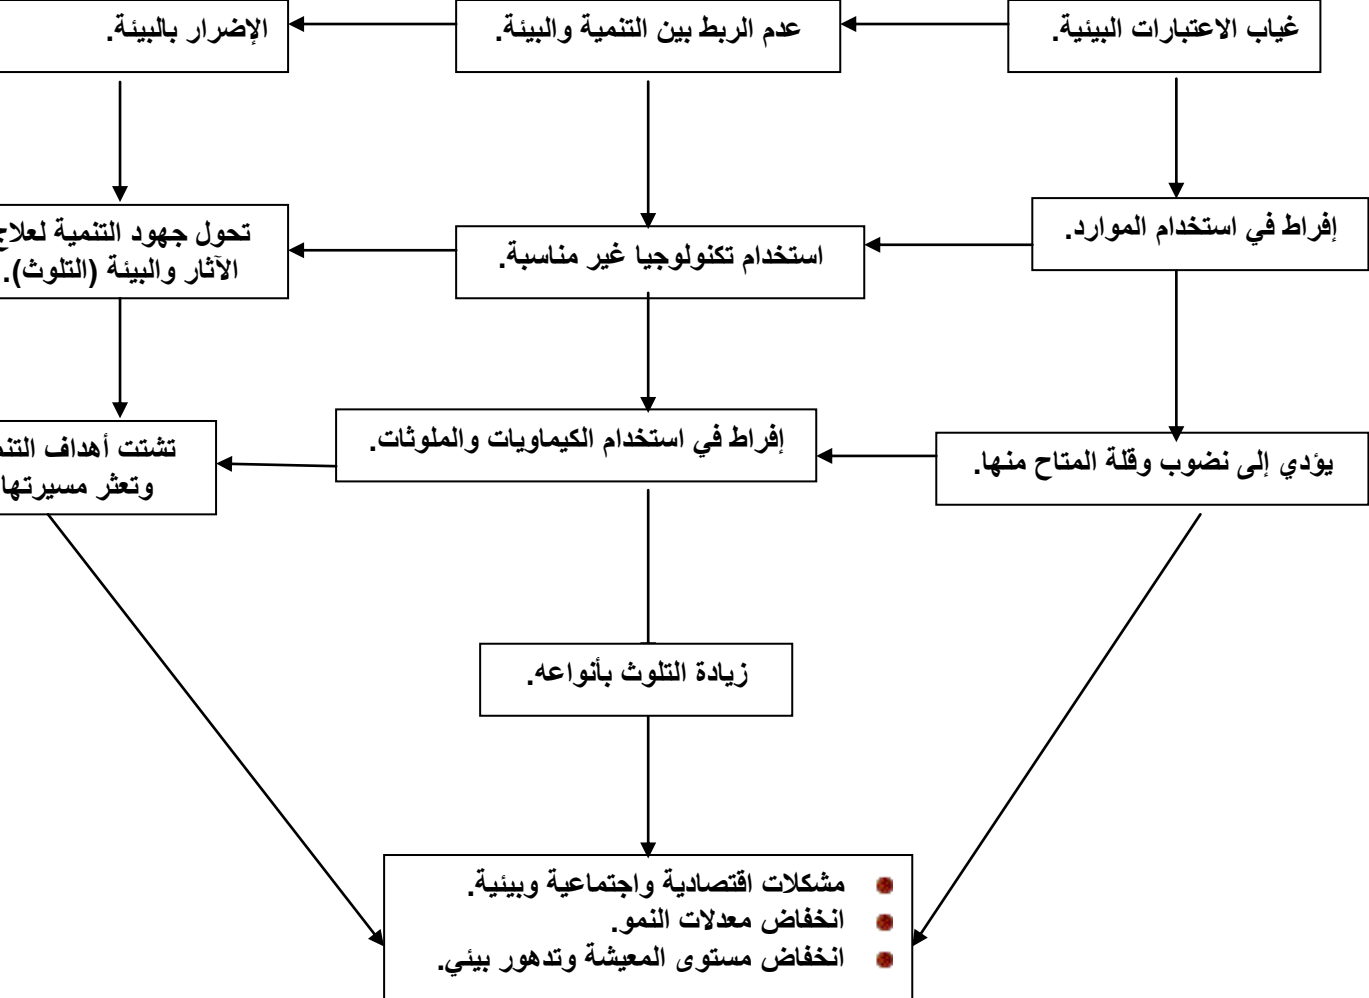 غياب الاعتبارات البيئية.
عدم الربط بين التنمية والبيئة.
الإضرار بالبيئة.
إفراط في استخدام الموارد.
استخدام تكنولوجيا غير مناسبة.
تحول جهود التنمية لعلاج
الآثار والبيئة (التلوث).
يؤدي إلى نضوب وقلة المتاح منها.
إفراط في استخدام الكيماويات والملوثات.
تشتت أهداف
وتعثر مسيرتها
زيادة التلوث بأنواعه.
مشكلات اقتصادية واجتماعية وبيئية.
انخفاض معدلات النمو.
انخفاض مستوى المعيشة وتدهور بيئي.